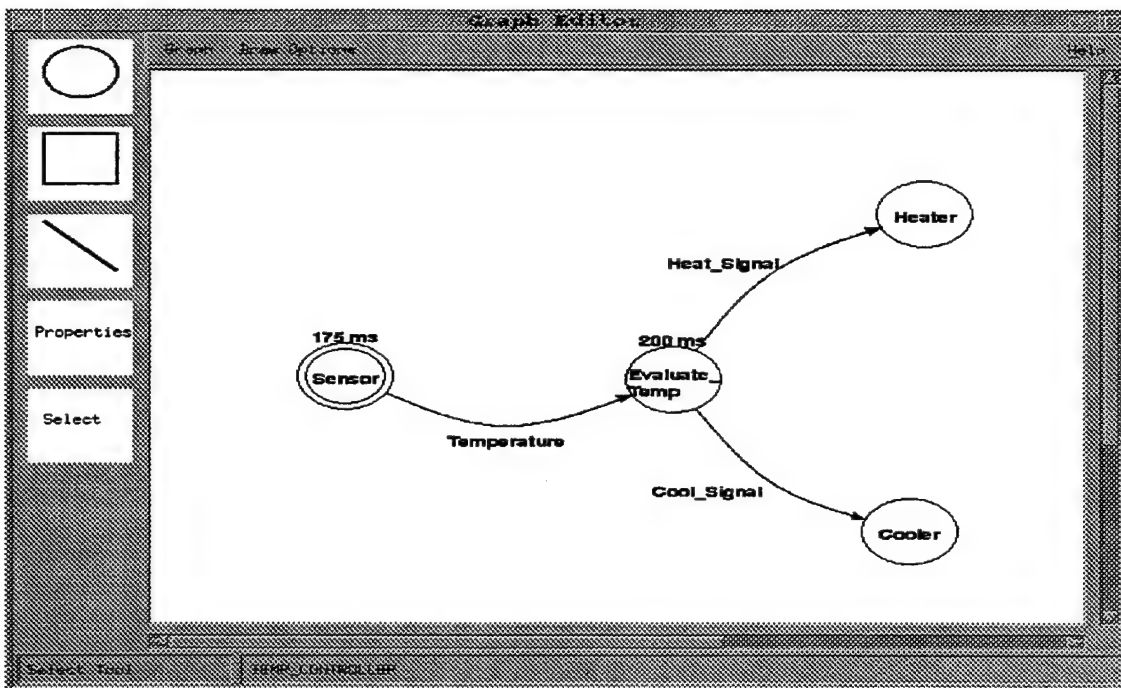 Graph Editor
Graph Draw Options
Help
Properties
Select
Heater
Heat_Signal
175 ms
Sensor
200 ms
Evaluate_
Temp
Temperature
Cool_Signal
Cooler
Select Tool
TEMP_CONTROLLER